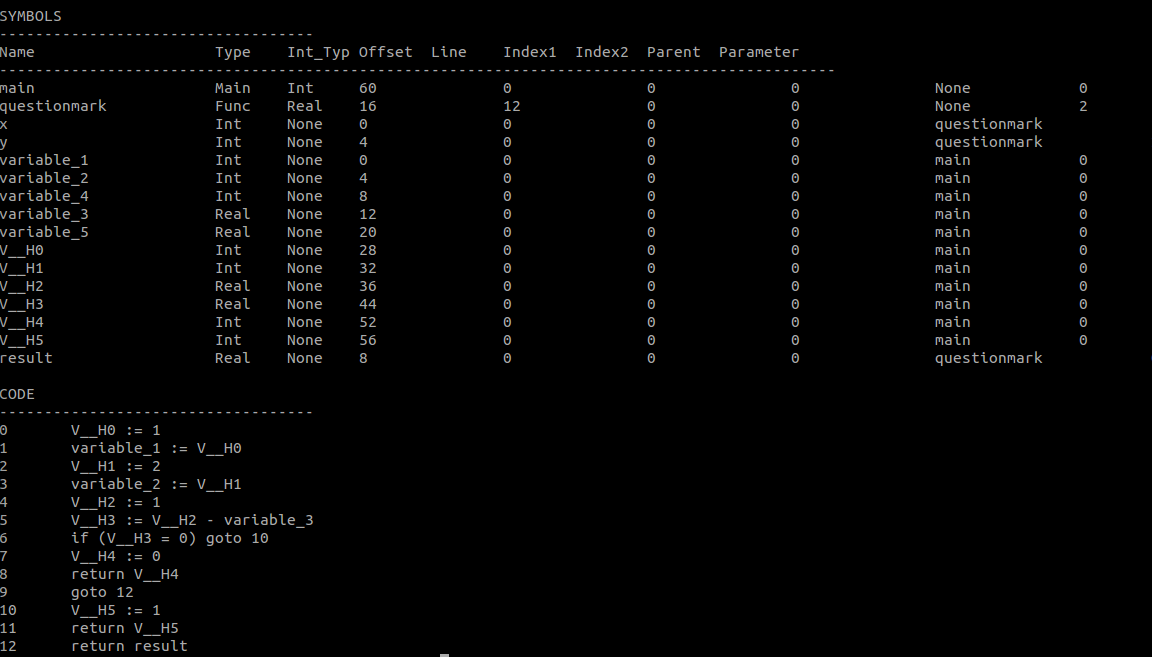 SYMBOLS
-----------------------------------
Name Type Int_Typ Offset Line Index1 Index2 Parent Parameter
---------------------------------------------------------------------------------------------
main Main Int 60 0 0 0 None 0
questionmark Func Real 16 12 0 0 None 2
x Int None 0 0 0 0 questionmark
y Int None 4 0 0 0 questionmark
variable_1 Int None 0 0 0 0 main 0
variable_2 Int None 4 0 0 0 main 0
variable_4 Int None 8 0 0 0 main 0
variable_3 Real None 12 0 0 0 main 0
variable_5 Real None 20 0 0 0 main 0
V__H0 Int None 28 0 0 0 main 0
V__H1 Int None 32 0 0 0 main 0
V__H2 Real None 36 0 0 0 main 0
V__H3 Real None 44 0 0 0 main 0
V__H4 Int None 52 0 0 0 main 0
V__H5 Int None 56 0 0 0 main 0
result Real None 8 0 0 0 questionmark
CODE
-----------------------------------
0 V__H0 := 1
1 variable_1 := V__H0
2 V__H1 := 2
3 variable_2 := V__H1
4 V__H2 := 1
5 V__H3 := V__H2 - variable_3
6 if (V__H3 = 0) goto 10
7 V__H4 := 0
8 return V__H4
9 goto 12
10 V__H5 := 1
11 return V__H5
12 return result